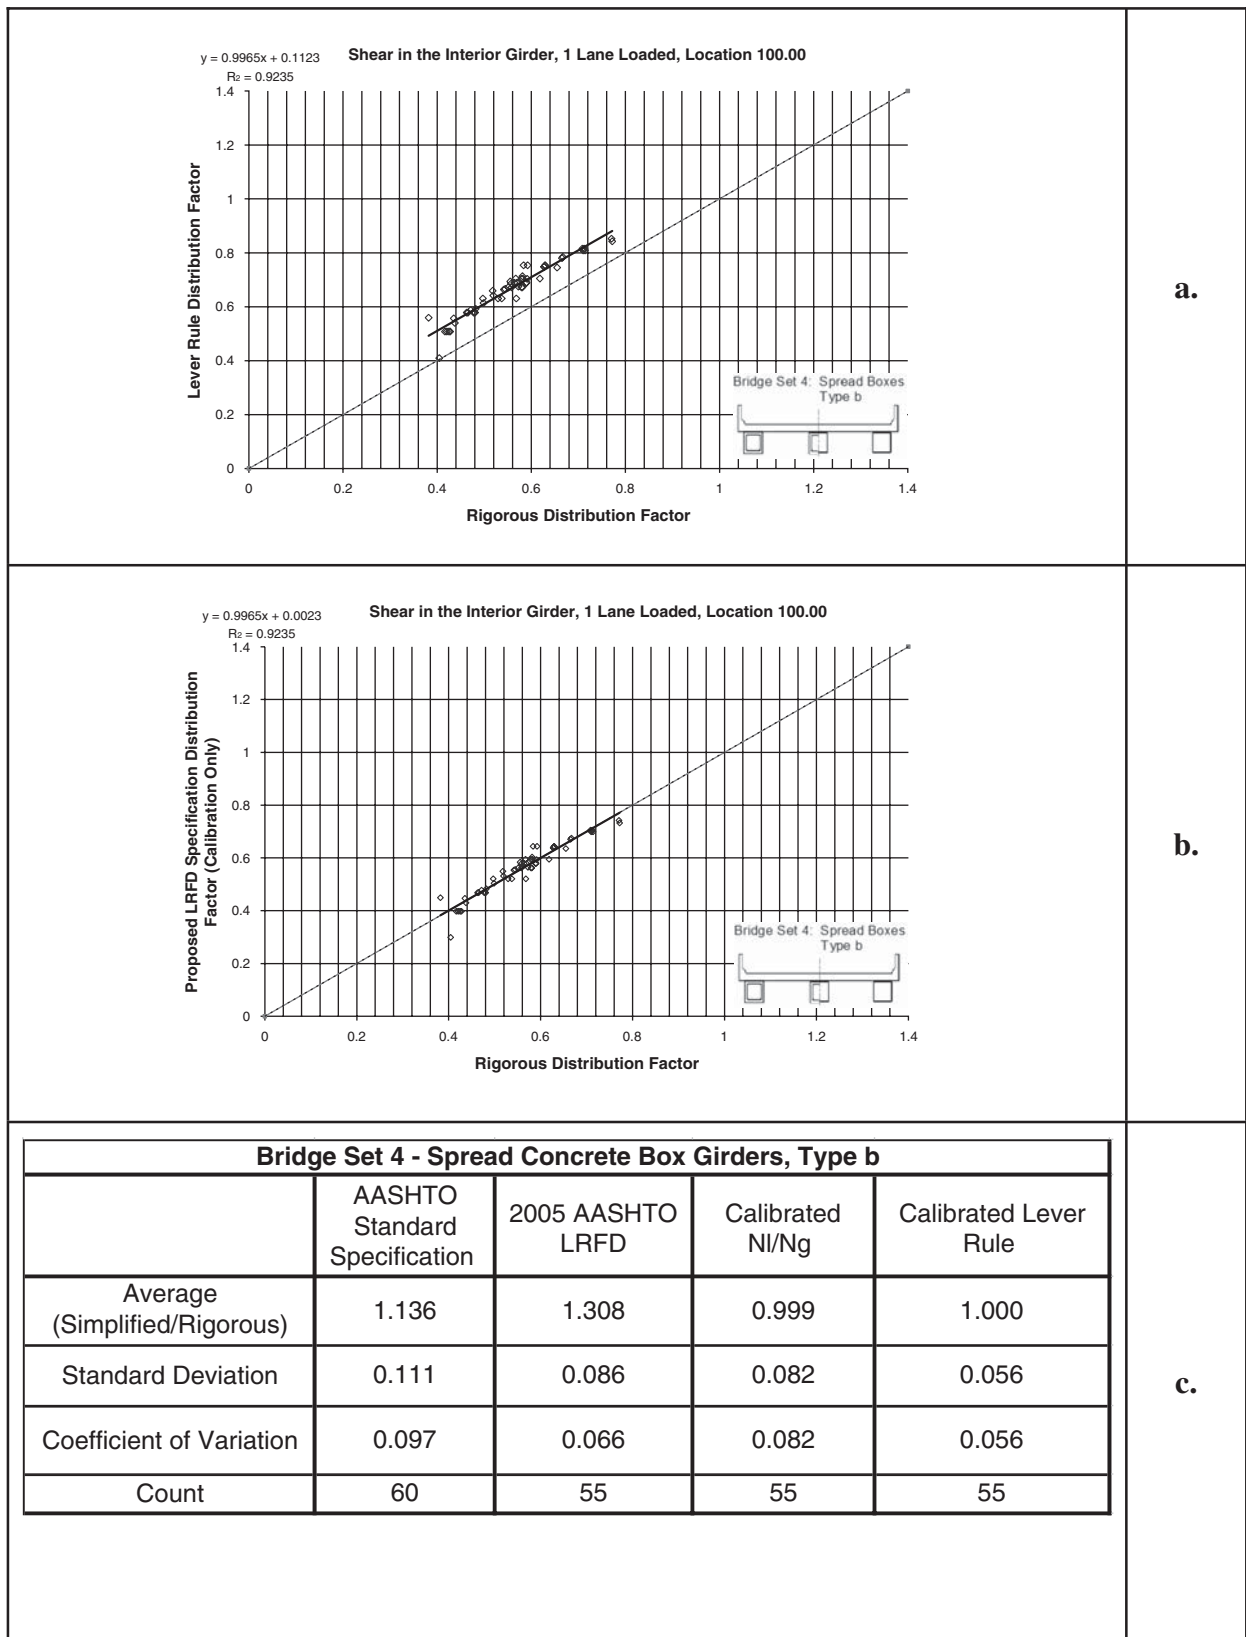 y = 0.9965x + 0.1123
R2 = 0.9235
Shear in the Interior Girder, 1 Lane Loaded, Location 100.00
1.4
1.2
1
0.8
0.6
0.4
0.2
0
Lever Rule Distribution Factor
0 0.2 0.4 0.6 0.8 1 1.2 1.4
Rigorous Distribution Factor
Bridge Set 4: Spread Boxes
Type b
a.
y = 0.9965x + 0.0023
R2 = 0.9235
Shear in the Interior Girder, 1 Lane Loaded, Location 100.00
1.4
1.2
1
0.8
0.6
0.4
0.2
0
Proposed LRFD Specification Distribution
Factor (Calibration Only)
0 0.2 0.4 0.6 0.8 1 1.2 1.4
Rigorous Distribution Factor
Bridge Set 4: Spread Boxes
Type b
b.
Bridge Set 4 - Spread Concrete Box Girders, Type b
AASHTO
Standard
Specification
2005 AASHTO
LRFD
Calibrated
Nl/Ng
Calibrated Lever
Rule
Average
(Simplified/Rigorous)
1.136 1.308 0.999 1.000
Standard Deviation 0.111 0.086 0.082 0.056
Coefficient of Variation 0.097 0.066 0.082 0.056
Count 60 55 55 55
c.